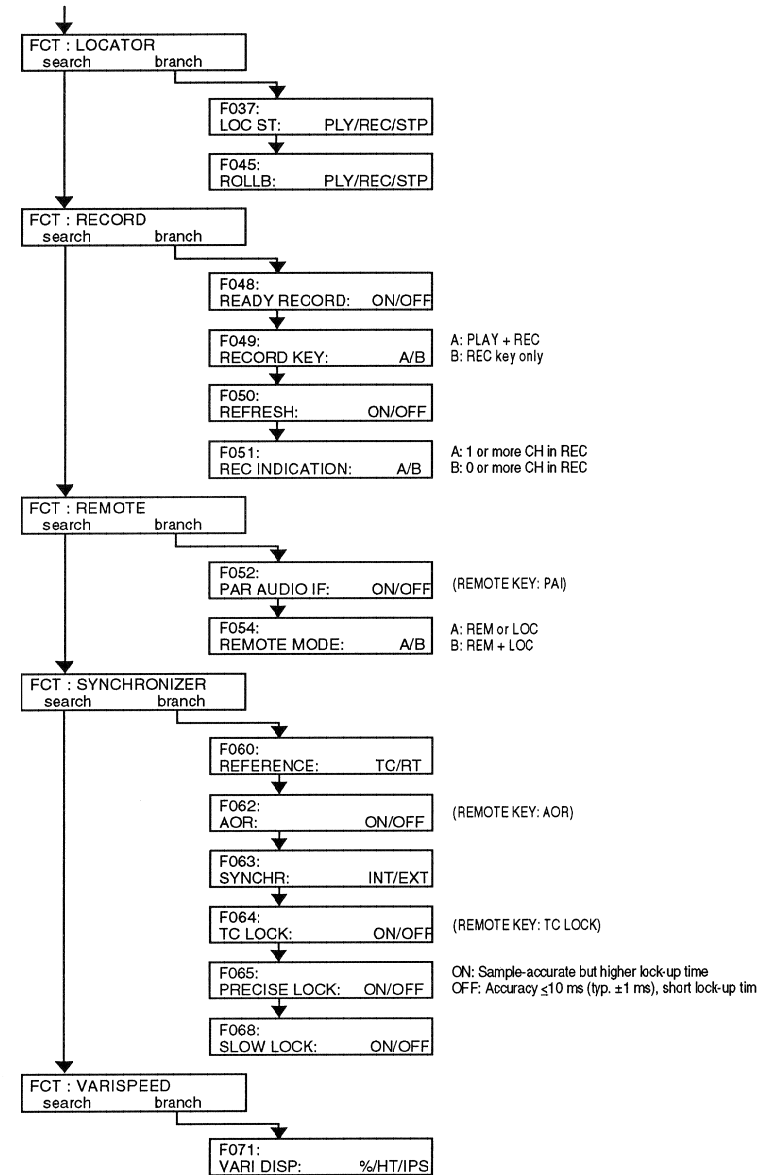 FCT : LOCATOR
search branch
F037:
LOC ST: PLY/REC/STP
F045:
ROLLB: PLY/REC/STP
FCT : RECORD
search branch
F048:
READY RECORD: ON/OFF
F049:
RECORD KEY: A/B
A: PLAY + REC
B: REC key only
F050:
REFRESH: ON/OFF
F051:
REC INDICATION: A/B
A: 1 or more CH in REC
B: 0 or more CH in REC
FCT : REMOTE
search branch
F052:
PAR AUDIO IF: ON/OFF
(REMOTE KEY: PAI)
F054:
REMOTE MODE: A/B
A: REM or LOC
B: REM + LOC
FCT : SYNCHRONIZER
search branch
F060:
REFERENCE: TC/RT
F062:
AOR: ON/OFF
(REMOTE KEY: AOR)
F063:
SYNCHR: INT/EXT
F064:
TC LOCK: ON/OFF
(REMOTE KEY: TC LOCK)
F065:
PRECISE LOCK: ON/OFF
ON: Sample-accurate but higher lock-up time
OFF: Accuracy ≤10 ms (typ. ±1 ms), short lock-up tim
F068:
SLOW LOCK: ON/OFF
FCT : VARISPEED
search branch
F071:
VARI DISP: %/HT/IPS